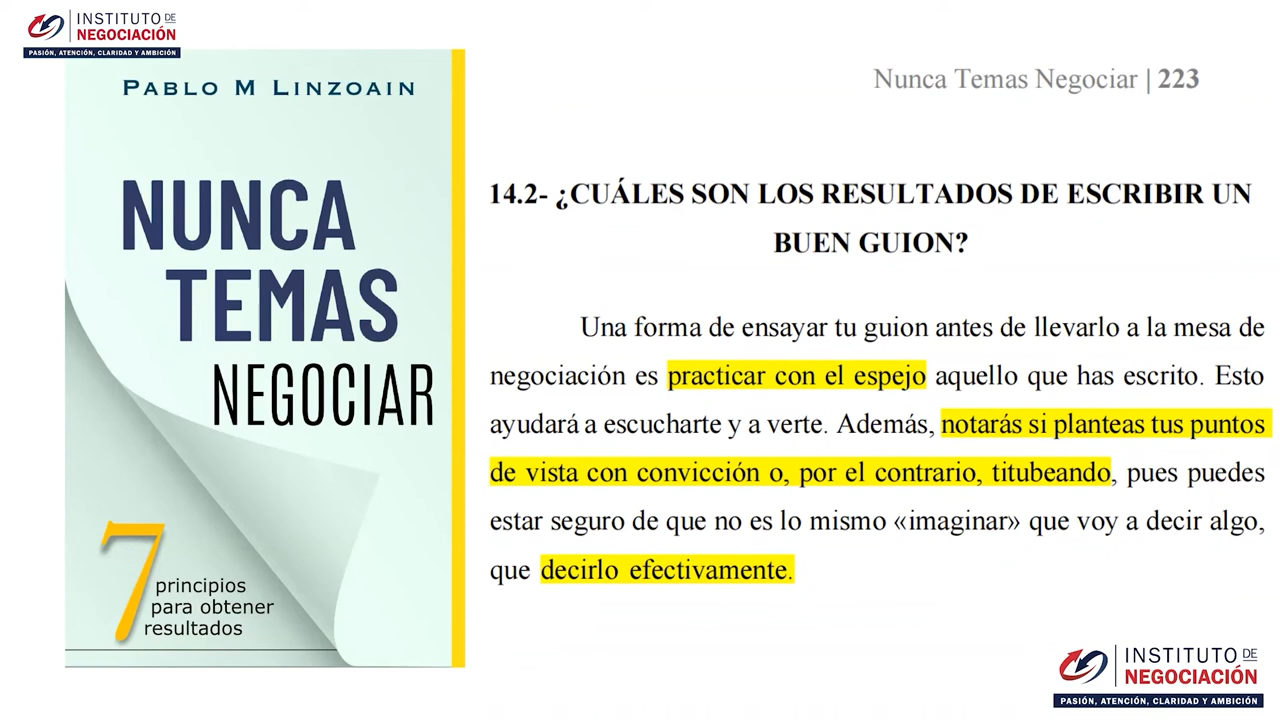 INSTITUTO DE
NEGOCIACIÓN
PASIÓN, ATENCIÓN, CLARIDAD Y AMBICIÓN
PABLO M LINZOAIN
NUNCA
TEMAS
NEGOCIAR
7
principios
para obtener
resultados
Nunca Temas Negociar | 223
14.2- ¿CUÁLES SON LOS RESULTADOS DE ESCRIBIR UN
BUEN GUION?
Una forma de ensayar tu guion antes de llevarlo a la mesa de
negociación es practicar con el espejo aquello que has escrito. Esto
ayudará a escucharte y a verte. Además, notarás si planteas tus puntos
de vista con convicción o, por el contrario, titubeando, pues puedes
estar seguro de que no es lo mismo «imaginar» que voy a decir algo,
que decirlo efectivamente.
INSTITUTO DE
NEGOCIACIÓN
PASIÓN, ATENCIÓN, CLARIDAD Y AMBICIÓN